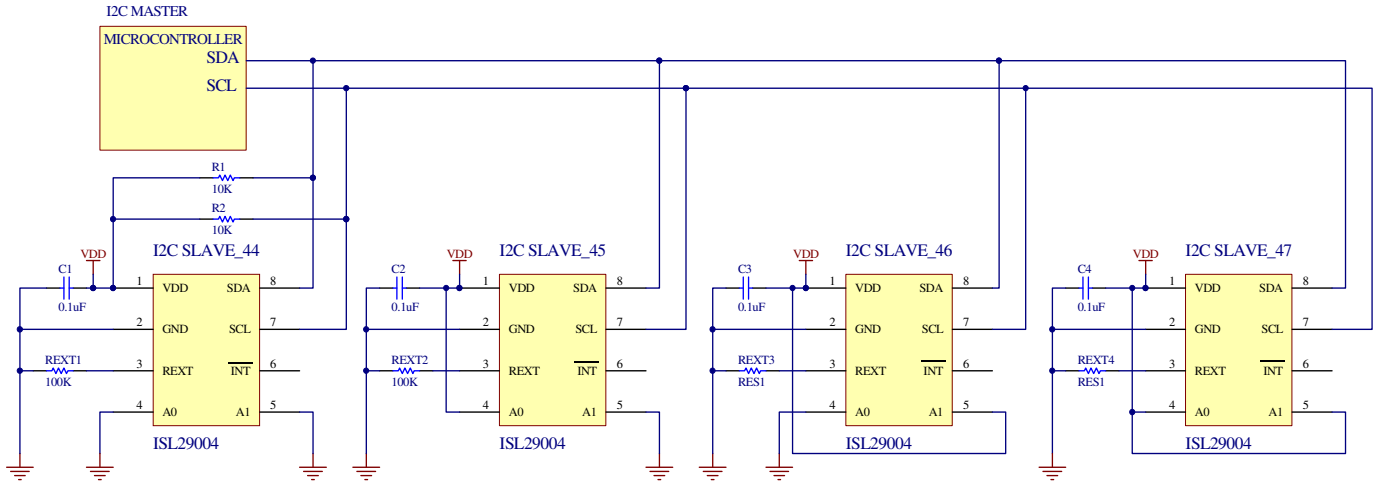 I2C MASTER
MICROCONTROLLER
SDA
SCL
R1
10K
R2
10K
I2C SLAVE_44
VDD
C1
0.1uF
1
VDD
SDA
8
2
GND
SCL
7
REXT1
100K
3
REXT
INT
6
4
A0
A1
5
ISL29004
I2C SLAVE_45
VDD
C2
0.1uF
1
VDD
SDA
8
2
GND
SCL
7
REXT2
100K
3
REXT
INT
6
4
A0
A1
5
ISL29004
I2C SLAVE_46
VDD
C3
0.1uF
1
VDD
SDA
8
2
GND
SCL
7
REXT3
RES1
3
REXT
INT
6
4
A0
A1
5
ISL29004
I2C SLAVE_47
VDD
C4
0.1uF
1
VDD
SDA
8
2
GND
SCL
7
REXT4
RES1
3
REXT
INT
6
4
A0
A1
5
ISL29004